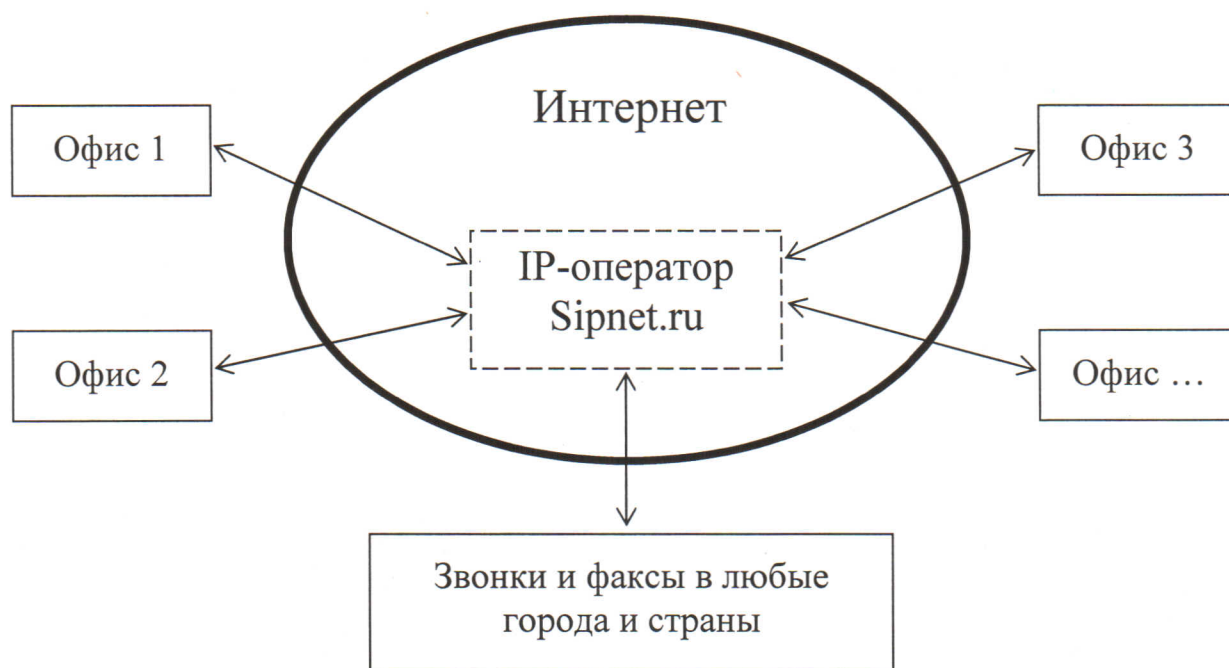 Интернет
Офис 1
Офис 3
IP-оператор
Sipnet.ru
Офис 2
Офис ...
Звонки и факсы в любые
города и страны